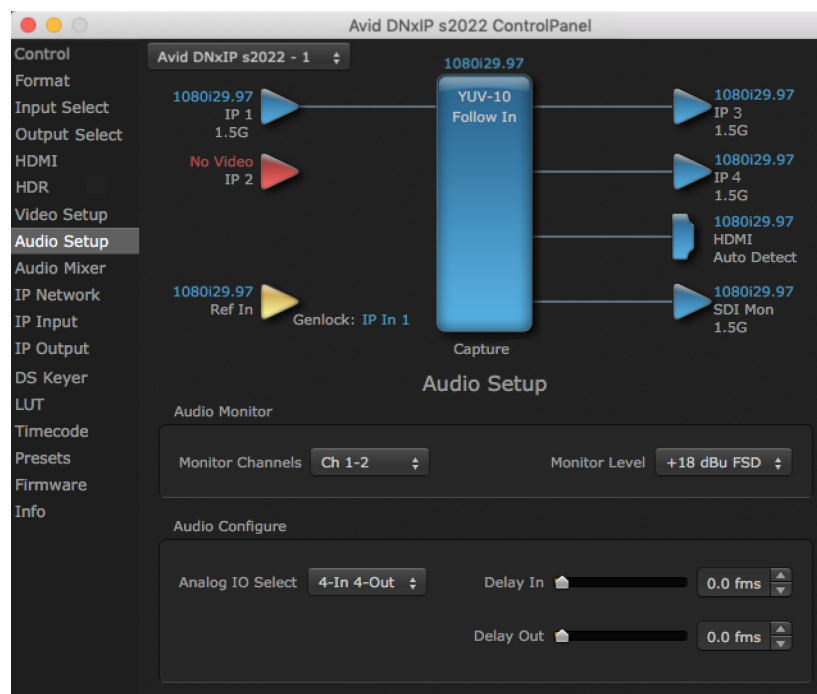 Avid DNxIP s2022 ControlPanel
Control
Format
Input Select
Output Select
HDMI
HDR
Video Setup
Audio Setup
Audio Mixer
IP Network
IP Input
IP Output
DS Keyer
LUT
Timecode
Presets
Firmware
Info
Avid DNxIP s2022 - 1
1080i29.97
1080i29.97
IP 1
1.5G
No Video
IP 2
1080i29.97
Ref In
Genlock: IP In 1
YUV-10
Follow In
Capture
1080i29.97
IP 3
1.5G
1080i29.97
IP 4
1.5G
1080i29.97
HDMI
Auto Detect
1080i29.97
SDI Mon
1.5G
Audio Setup
Audio Monitor
Monitor Channels Ch 1-2 Monitor Level +18 dBu FSD
Audio Configure
Analog IO Select 4-In 4-Out Delay In 0.0 fms
Delay Out 0.0 fms